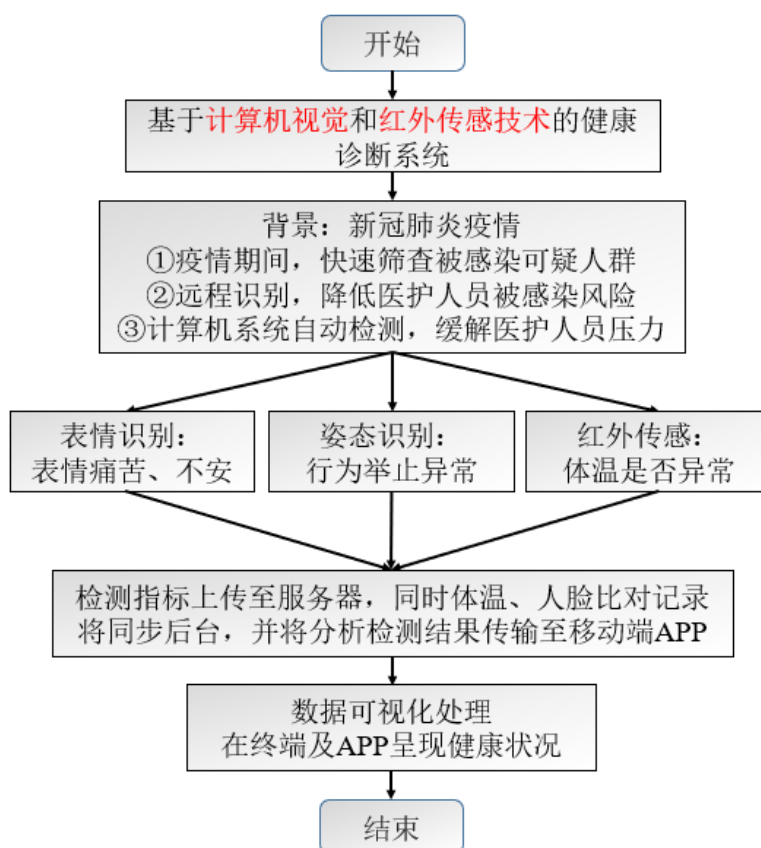 开始
基于计算机视觉和红外传感技术的健康
诊断系统
背景：新冠肺炎疫情
①疫情期间，快速筛查被感染可疑人群
②远程识别，降低医护人员被感染风险
③计算机系统自动检测，缓解医护人员压力
表情识别：
表情痛苦、不安
姿态识别：
行为举止异常
红外传感：
体温是否异常
检测指标上传至服务器，同时体温、人脸比对记录
将同步后台，并将分析检测结果传输至移动端APP
数据可视化处理
在终端及APP呈现健康状况
结束